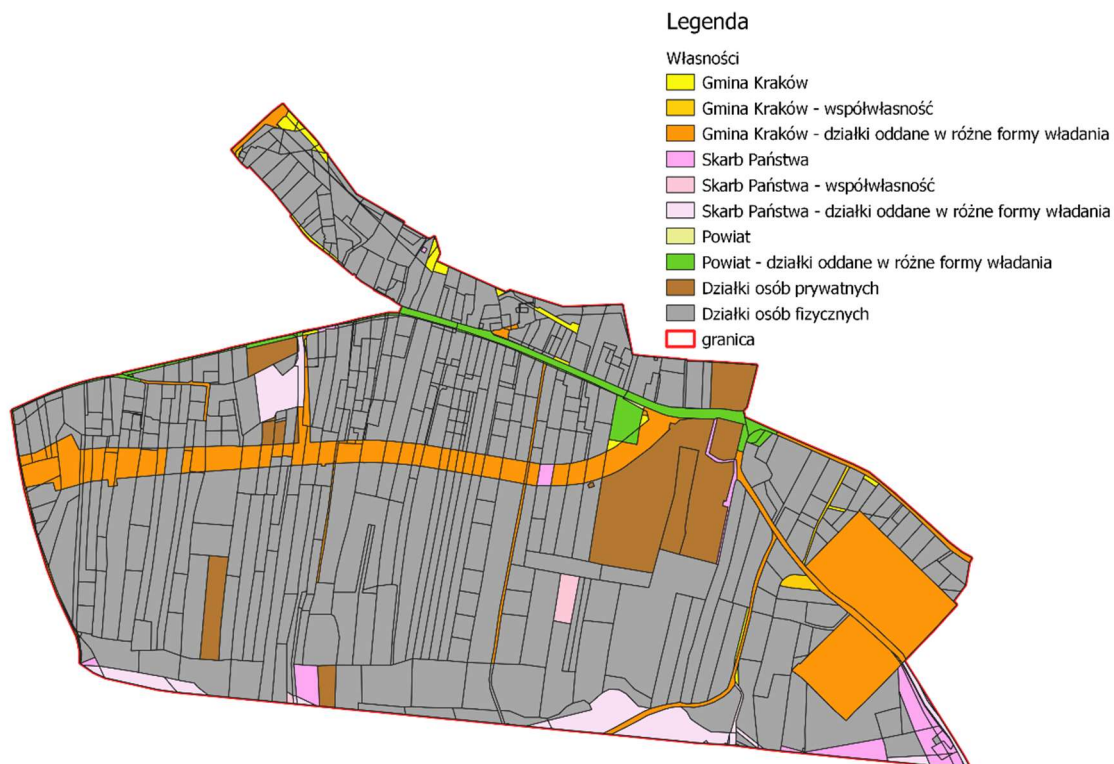 Legenda
Własności
Gmina Kraków
Gmina Kraków - współwłasność
Gmina Kraków - działki oddane w różne formy władania
Skarb Państwa
Skarb Państwa - współwłasność
Skarb Państwa - działki oddane w różne formy władania
Powiat
Powiat - działki oddane w różne formy władania
Działki osób prywatnych
Działki osób fizycznych
granica